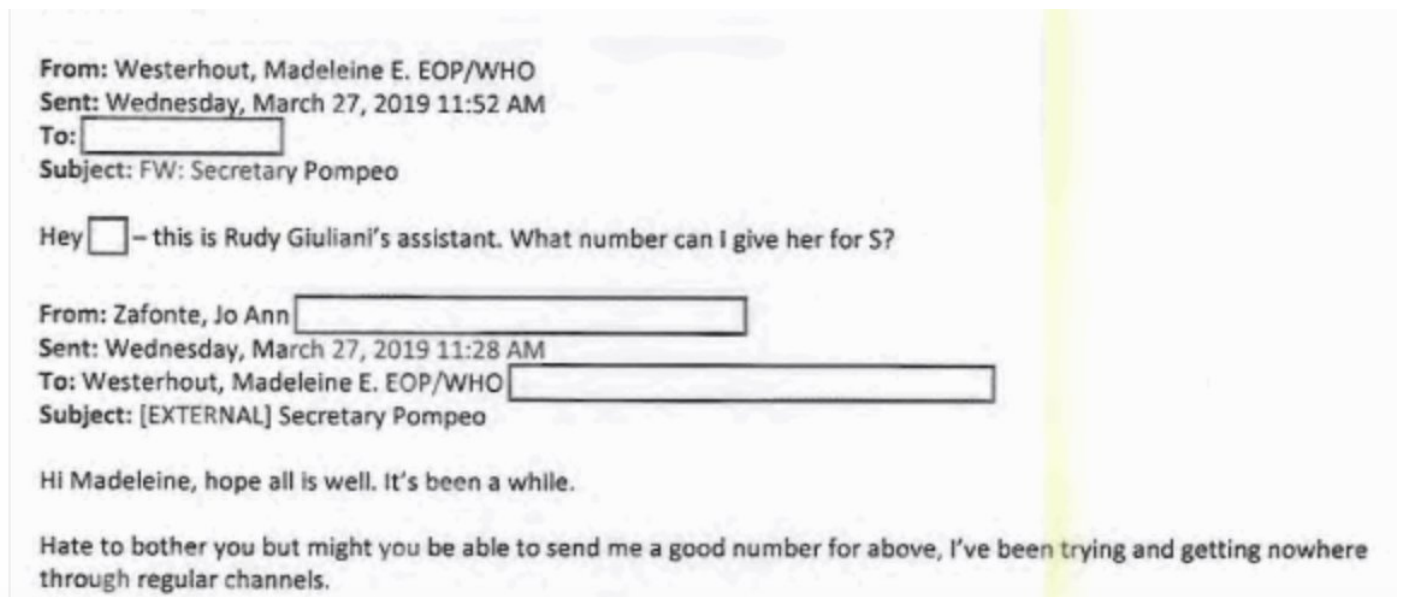 From: Westerhout, Madeleine E. EOP/WHO
Sent: Wednesday, March 27, 2019 11:52 AM
To:
Subject: FW: Secretary Pompeo
Hey – this is Rudy Giuliani's assistant. What number can I give her for S?
From: Zafonte, Jo Ann
Sent: Wednesday, March 27, 2019 11:28 AM
To: Westerhout, Madeleine E. EOP/WHO
Subject: [EXTERNAL] Secretary Pompeo
Hi Madeleine, hope all is well. It's been a while.
Hate to bother you but might you be able to send me a good number for above, I've been trying and getting nowhere
through regular channels.